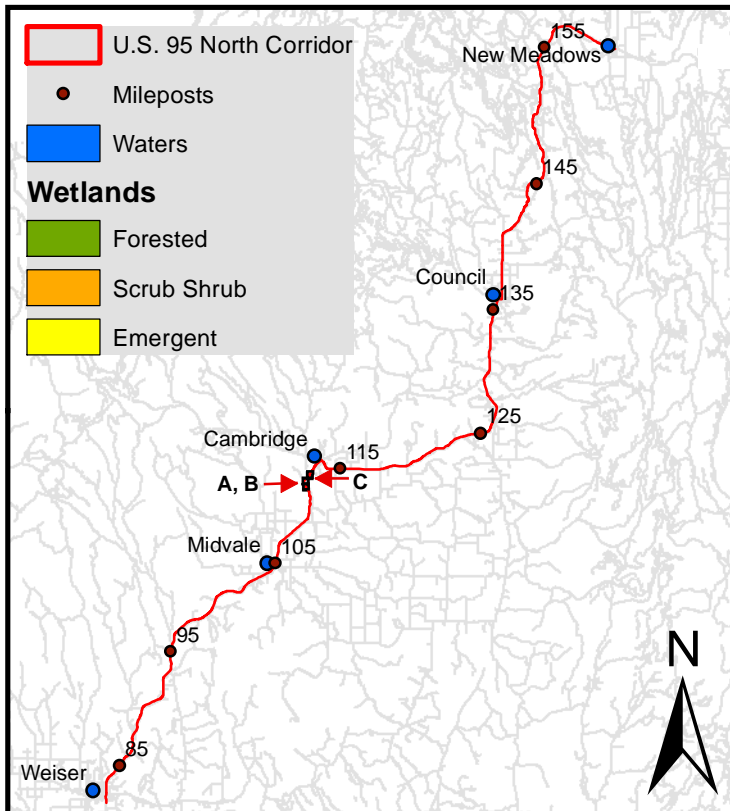 U.S. 95 North Corridor
Mileposts
Waters
Wetlands
Forested
Scrub Shrub
Emergent
155
New Meadows
145
Council
135
125
Cambridge
115
A, B
C
Midvale
105
95
N
85
Weiser